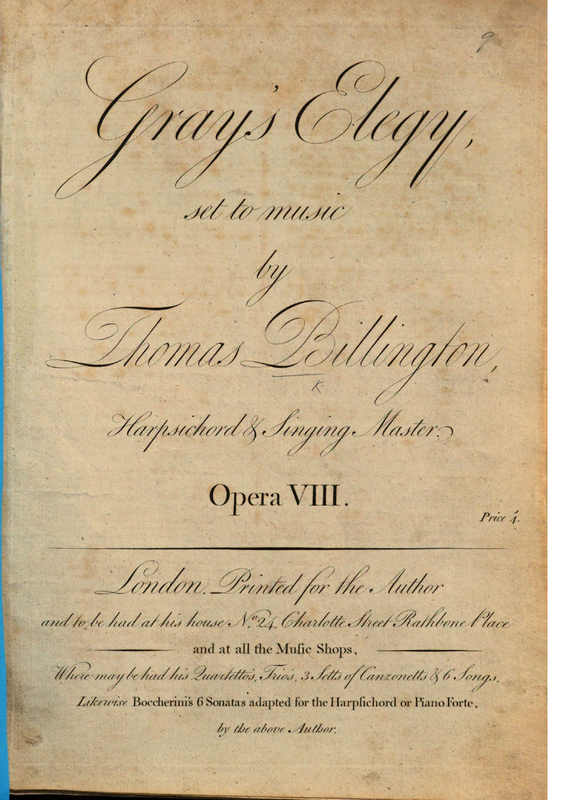 9
Gray's Elegy,
set to music
by
Thomas Billington,
K
Harpsichord & Singing Master.
Opera VIII.
Price 4.
London. Printed for the Author
and to be had at his house N.o 24, Charlotte Street Rathbone Place
and at all the Muſic Shops,
Where may be had his Quartetto's, Trio's, 3 Setts of Canzonetts & 6 Songs,
Likewise Boccherini's 6 Sonatas adapted for the Harpſichord or Piano Forte,
by the above Author.